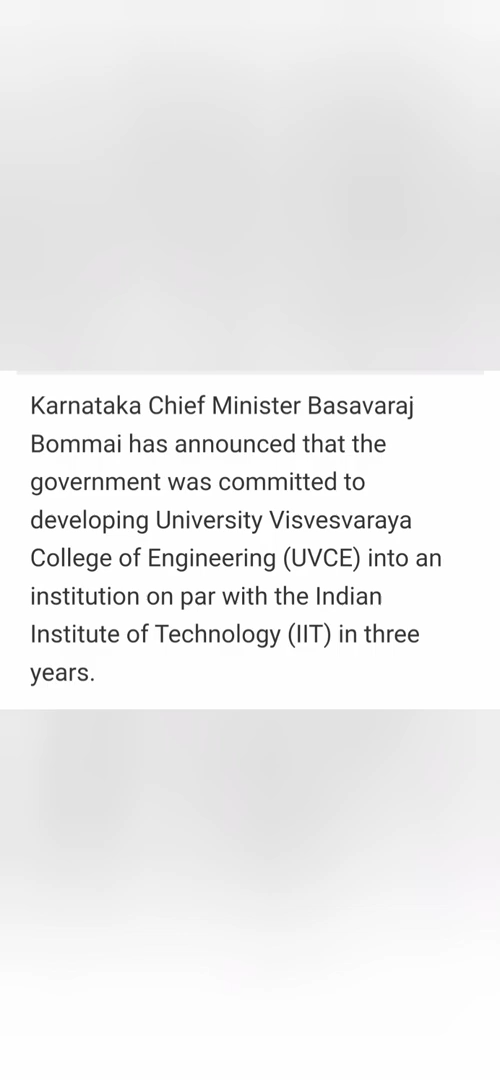 Karnataka Chief Minister Basavaraj
Bommai has announced that the
government was committed to
developing University Visvesvaraya
College of Engineering (UVCE) into an
institution on par with the Indian
Institute of Technology (IIT) in three
years.